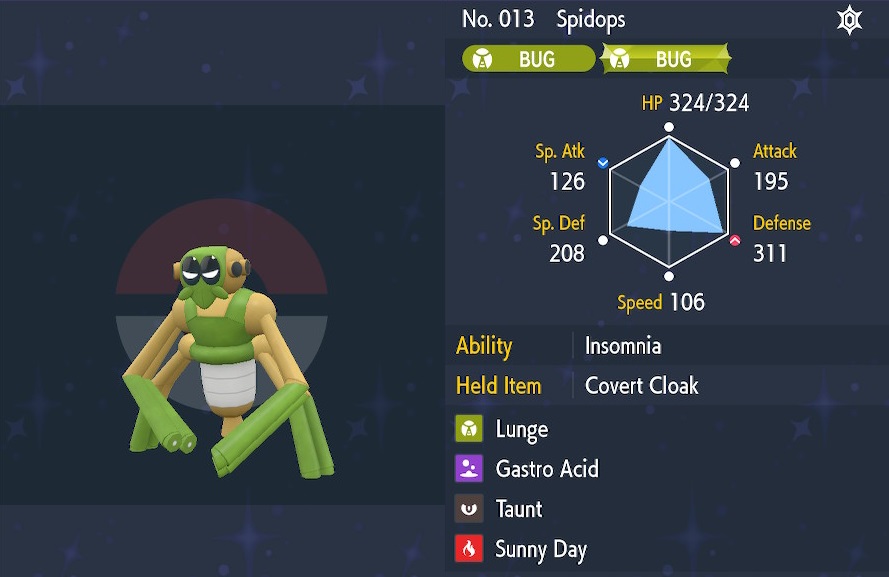 No. 013 Spidops
BUG BUG
HP 324/324
Sp. Atk Attack
126 195
Sp. Def Defense
208 311
Speed 106
Ability Insomnia
Held Item Covert Cloak
Lunge
Gastro Acid
Taunt
Sunny Day